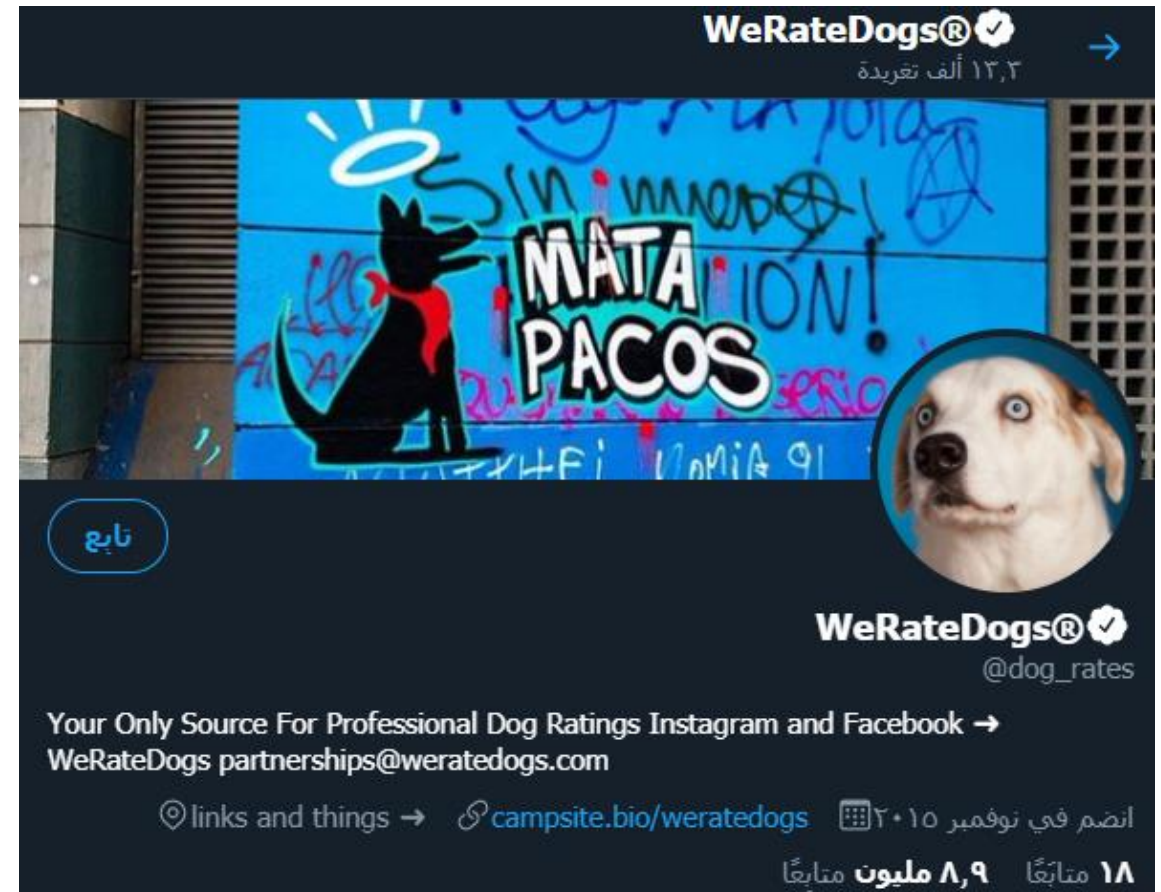 WeRateDogs®
١٣,٣ ألف تغريدة
Sin miedo!
MATA
PACOS
ION!
تابِع
WeRateDogs®
@dog_rates
Your Only Source For Professional Dog Ratings Instagram and Facebook →
WeRateDogs partnerships@weratedogs.com
انضم في نوفمبر ٢٠١٥ campsite.bio/weratedogs links and things →
١٨ متابَعًا ٨,٩ مليون متابِعًا